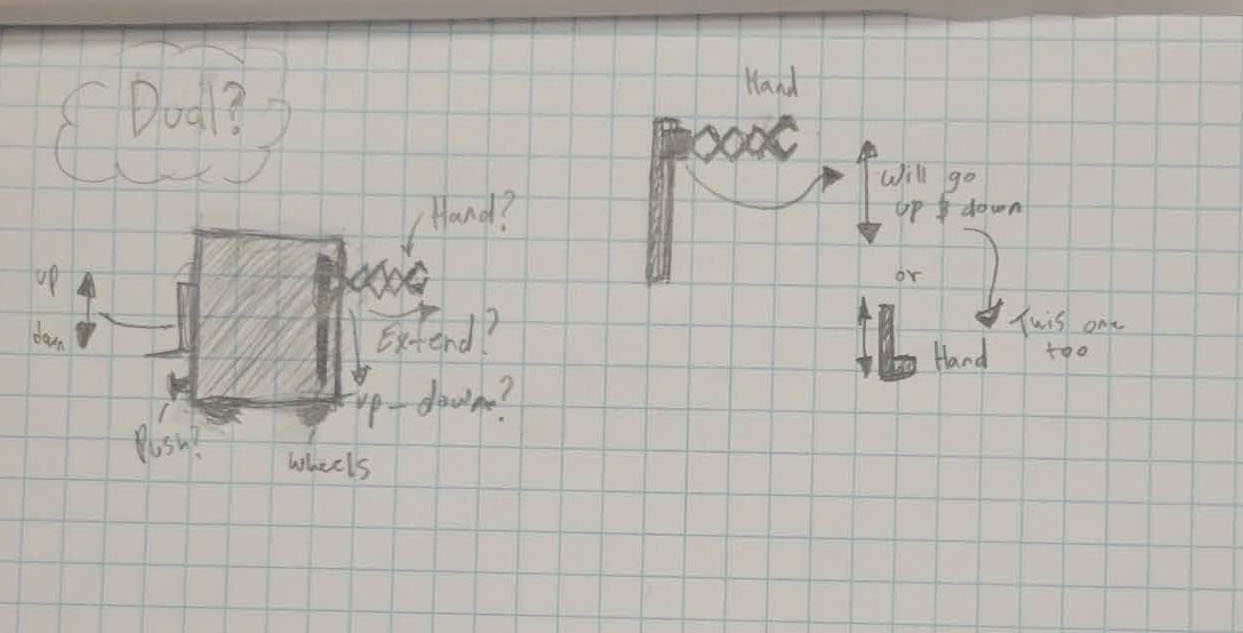 Dual?
Hand
Hand?
up
down
Extend?
up - down?
Push?
wheels
Will go
up & down
or
Hand
This one
too